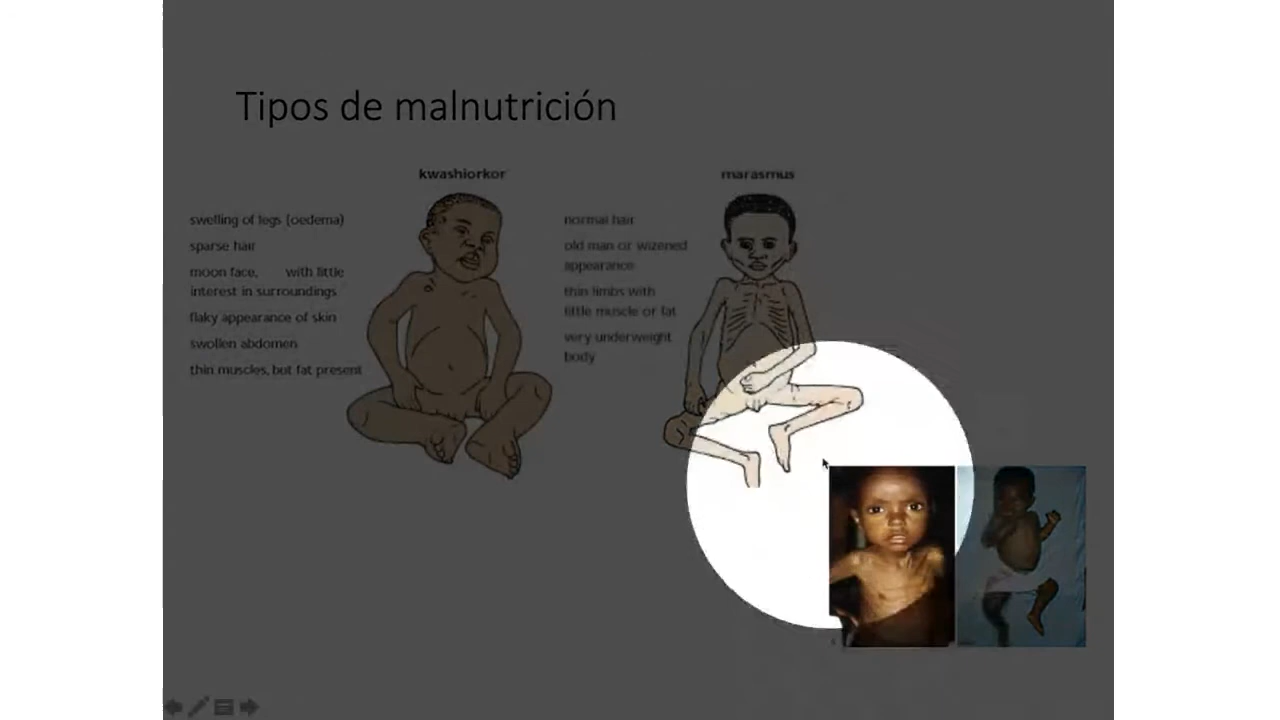 Tipos de malnutrición
kwashiorkor
swelling of legs (oedema)
sparse hair
moon face, with little
interest in surroundings
flaky appearance of skin
swollen abdomen
thin muscles, but fat present
marasmus
normal hair
old man or wizened
appearance
thin limbs with
little muscle or fat
very underweight
body